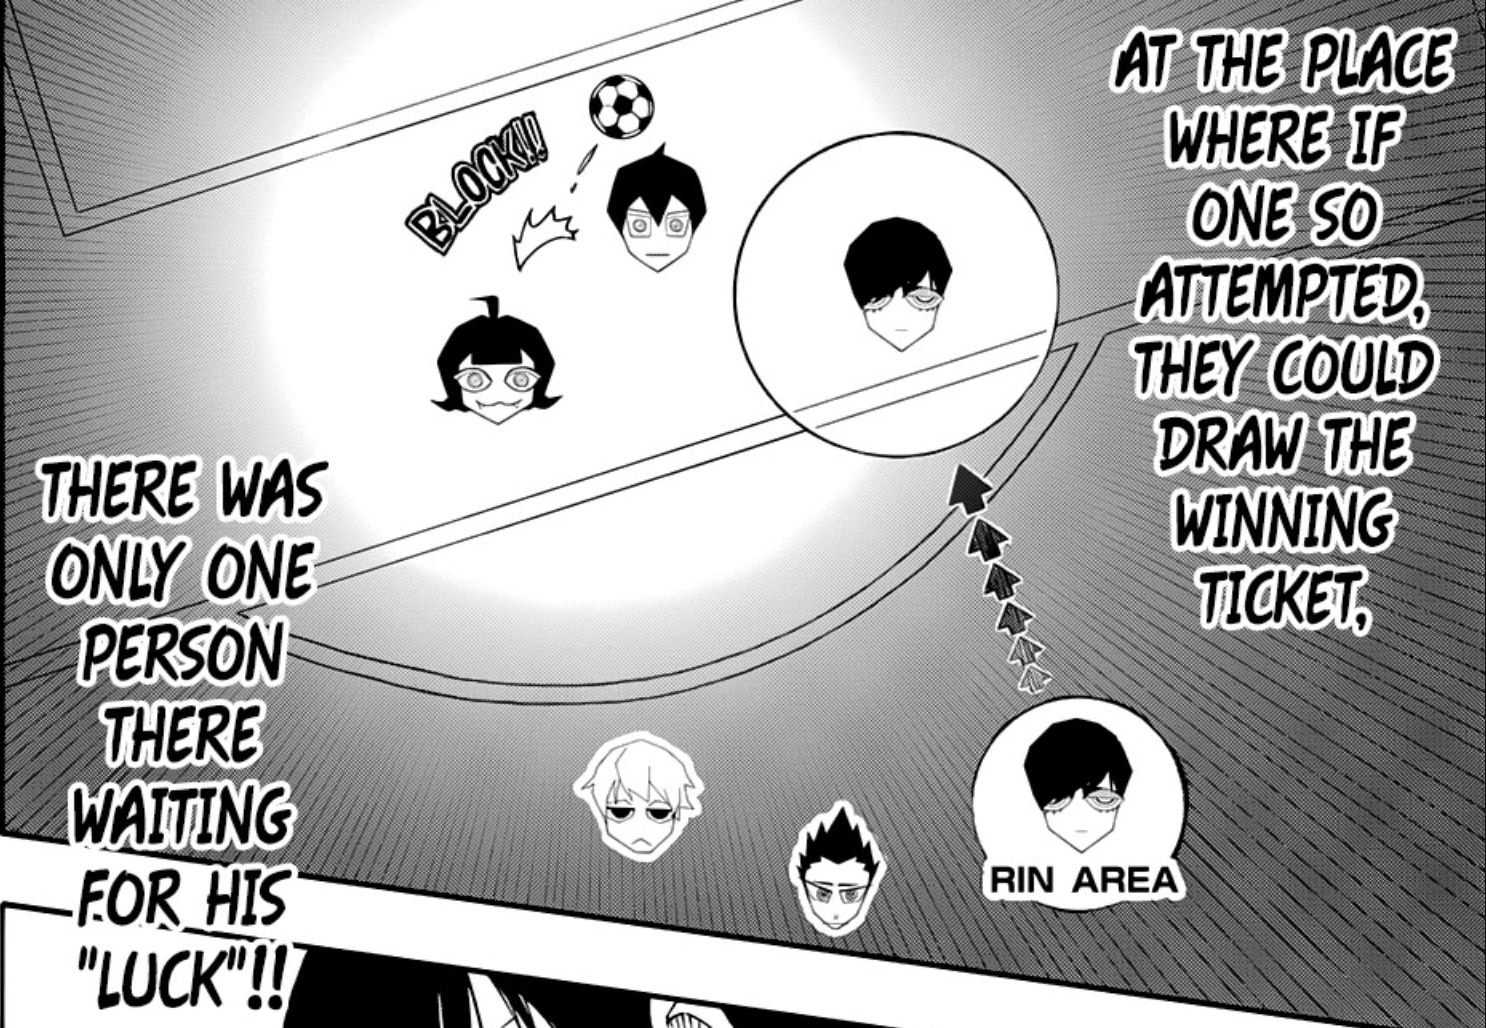 AT THE PLACE
WHERE IF
ONE SO
ATTEMPTED,
THEY COULD
DRAW THE
WINNING
TICKET,
BLOCK!!
THERE WAS
ONLY ONE
PERSON
THERE
WAITING
FOR HIS
"LUCK"!!
RIN AREA